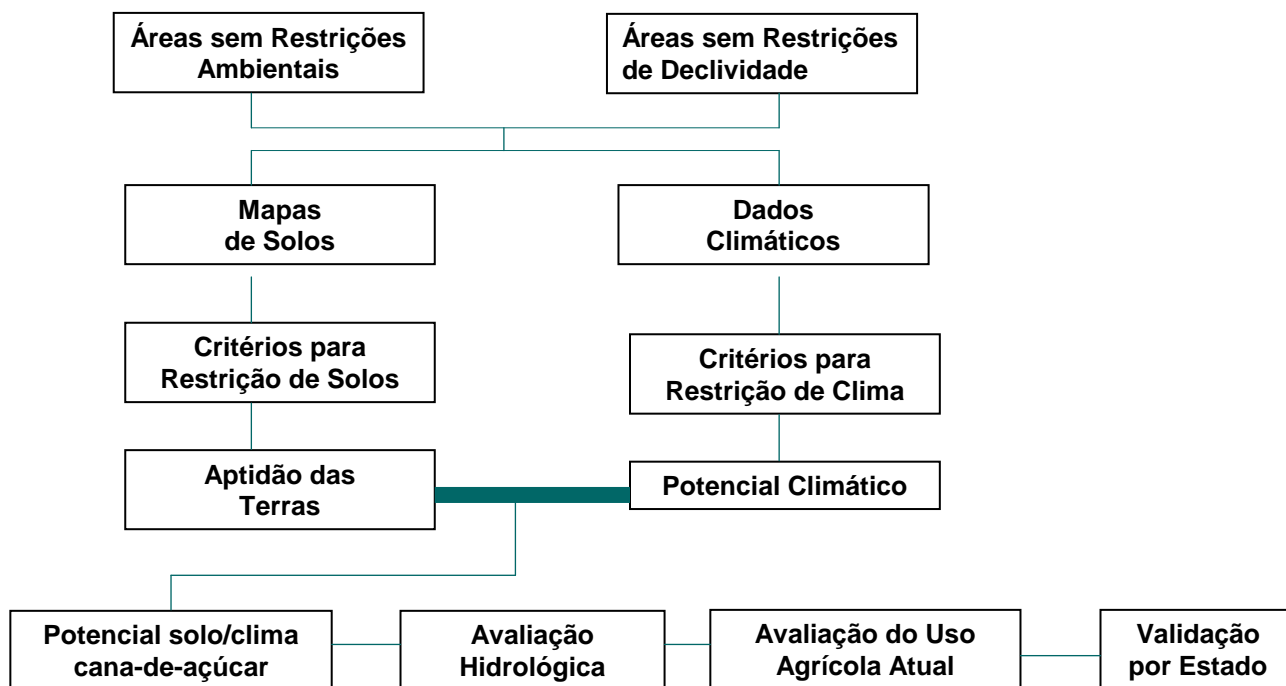 Áreas sem Restrições
Ambientais
Áreas sem Restrições
de Declividade
Mapas
de Solos
Dados
Climáticos
Critérios para
Restrição de Solos
Critérios para
Restrição de Clima
Aptidão das
Terras
Potencial Climático
Potencial solo/clima
cana-de-açúcar
Avaliação
Hidrológica
Avaliação do Uso
Agrícola Atual
Validação
por Estado